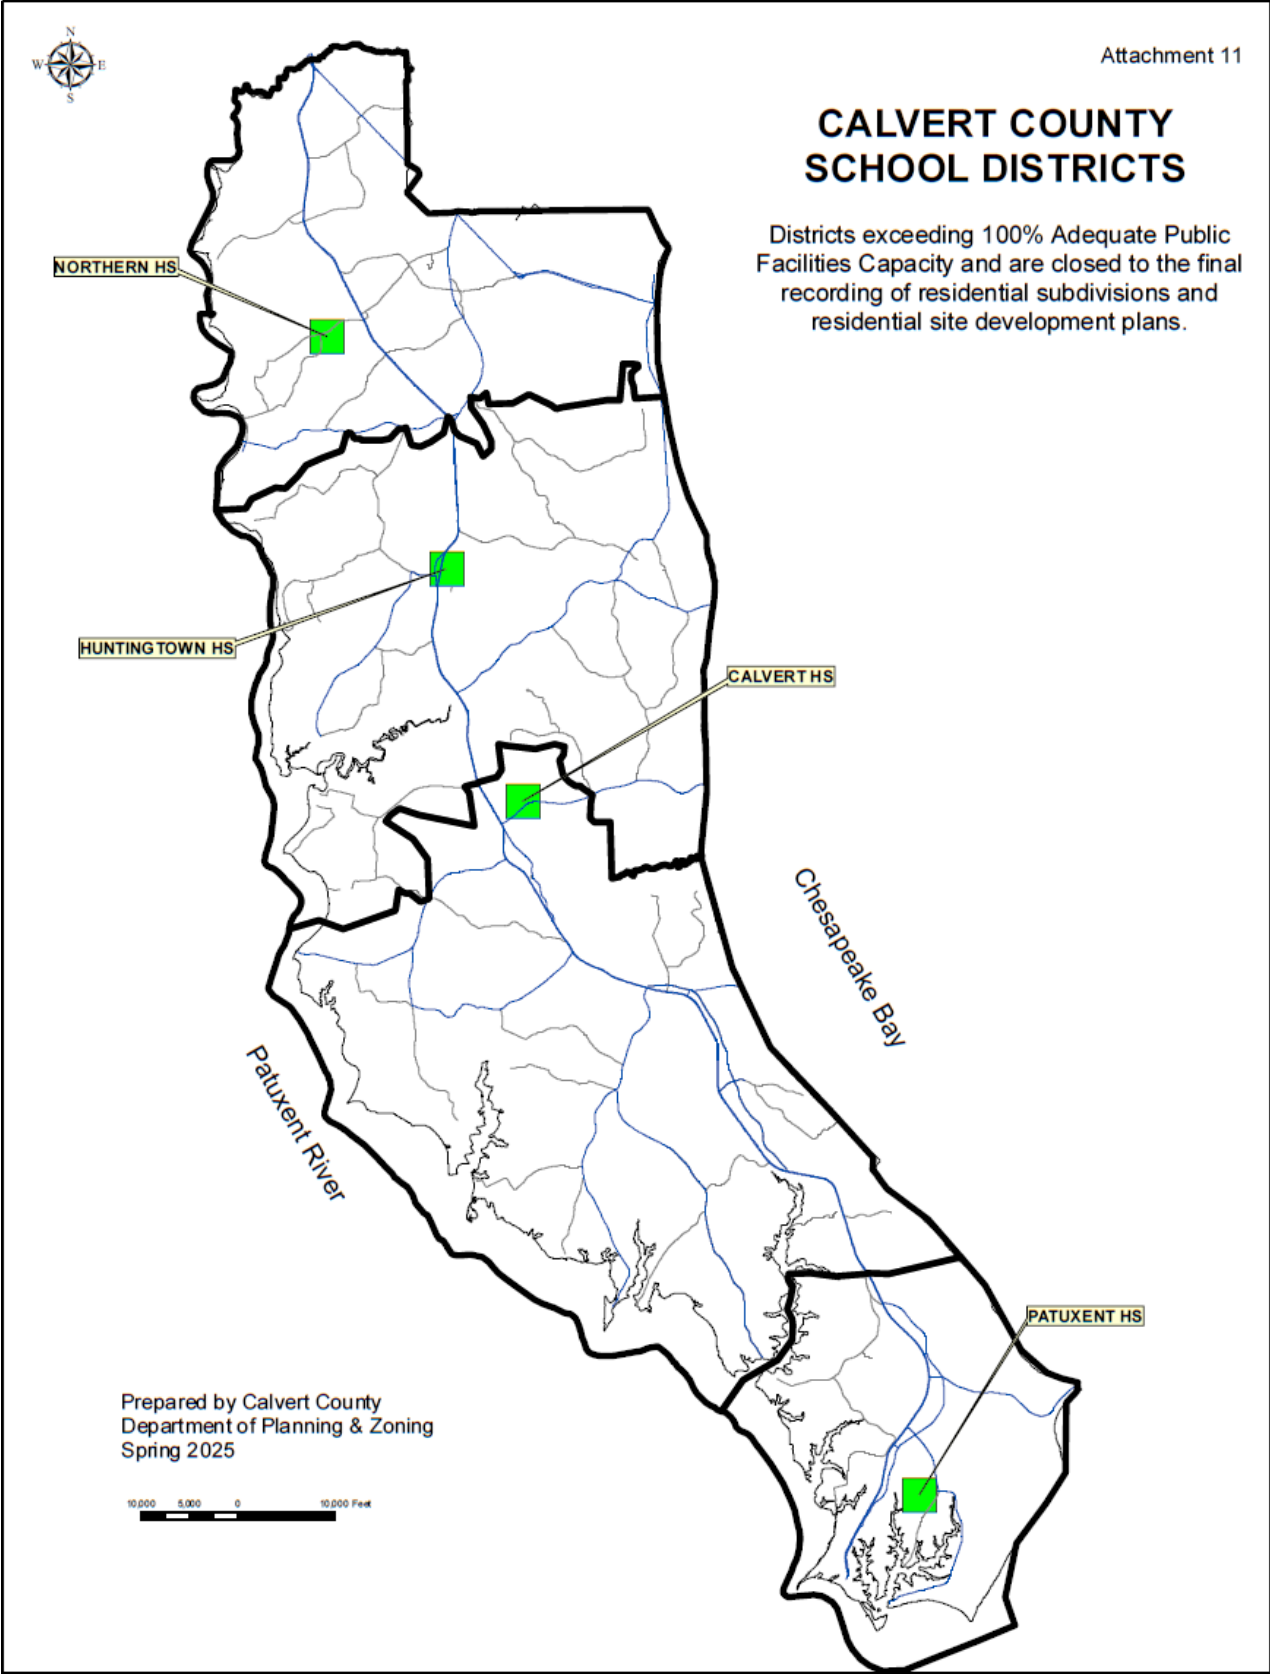 N
W E
S
Attachment 11
CALVERT COUNTY
SCHOOL DISTRICTS
Districts exceeding 100% Adequate Public
Facilities Capacity and are closed to the final
recording of residential subdivisions and
residential site development plans.
NORTHERN HS
HUNTINGTOWN HS
CALVERT HS
Chesapeake Bay
Patuxent River
PATUXENT HS
Prepared by Calvert County
Department of Planning & Zoning
Spring 2025
10,000 5,000 0 10,000 Feet